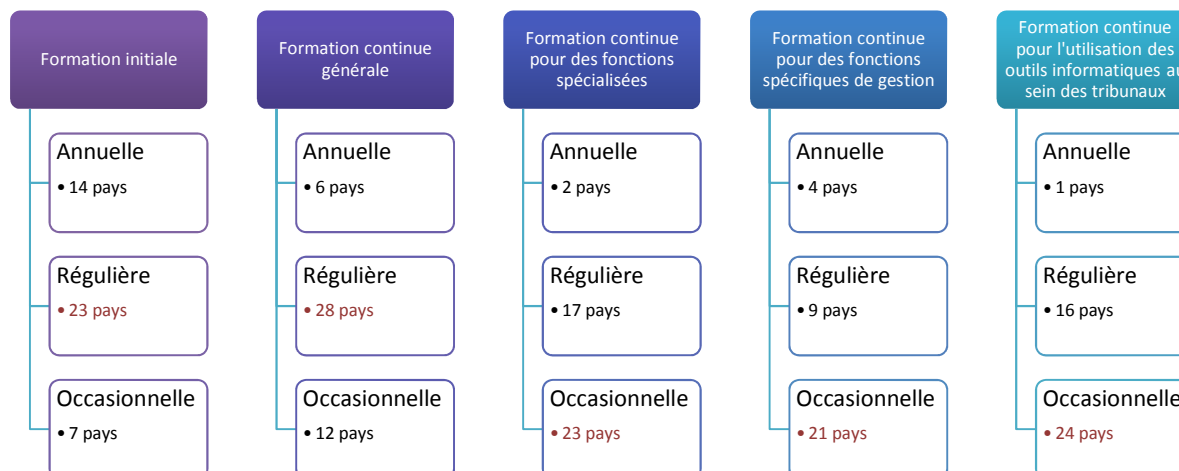 Formation initiale
Annuelle
• 14 pays
Régulière
• 23 pays
Occasionnelle
• 7 pays
Formation continue
générale
Annuelle
• 6 pays
Régulière
• 28 pays
Occasionnelle
• 12 pays
Formation continue
pour des fonctions
spécialisées
Annuelle
• 2 pays
Régulière
• 17 pays
Occasionnelle
• 23 pays
Formation continue
pour des fonctions
spécifiques de gestion
Annuelle
• 4 pays
Régulière
• 9 pays
Occasionnelle
• 21 pays
Formation continue
pour l'utilisation des
outils informatiques au
sein des tribunaux
Annuelle
• 1 pays
Régulière
• 16 pays
Occasionnelle
• 24 pays